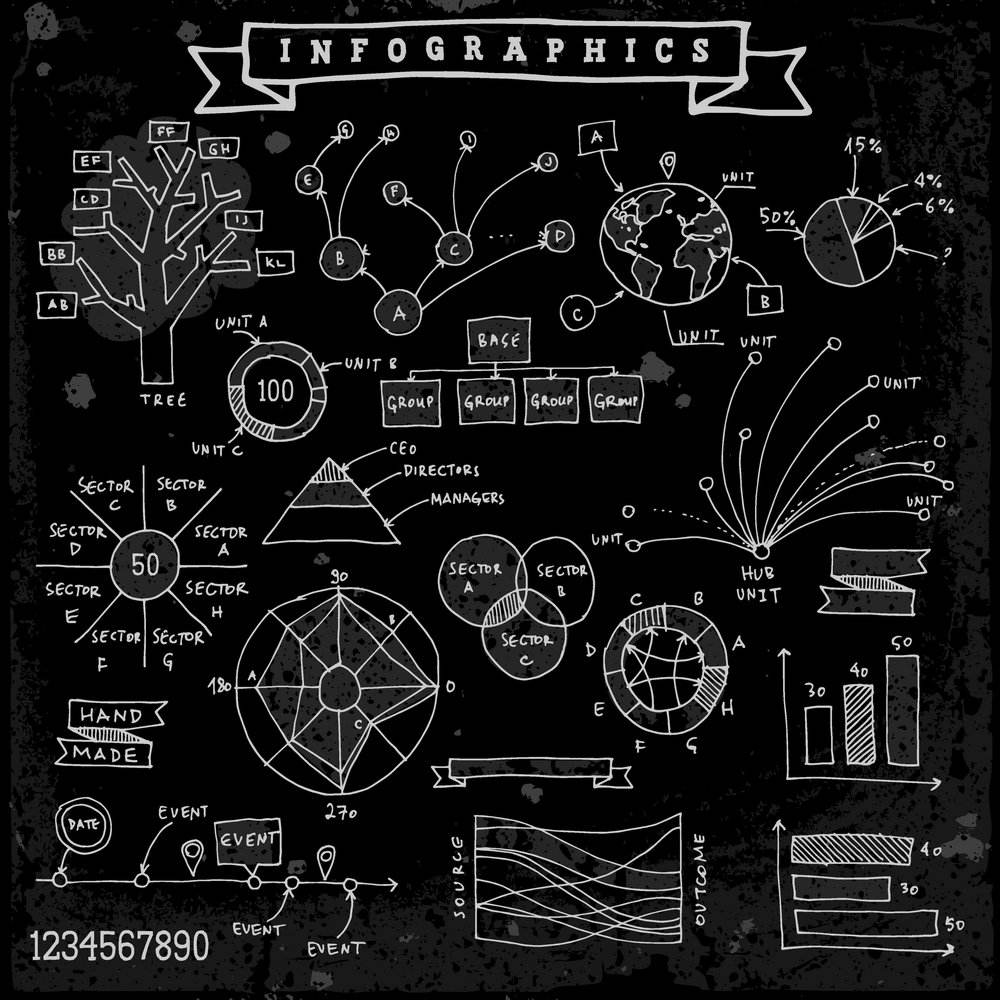 INFOGRAPHICS
FF
EF
GH
CD
IJ
BB
KL
AB
TREE
G
H
I
J
E
F
B
C
...
D
A
A
UNIT
C
B
UNIT
15%
4%
6%
50%
?
UNIT A
UNIT B
100
UNIT C
BASE
GROUP
GROUP
GROUP
GROUP
UNIT
UNIT
UNIT
UNIT
HUB
UNIT
CEO
DIRECTORS
MANAGERS
SECTOR
C
SECTOR
B
SECTOR
D
SECTOR
A
50
SECTOR
E
SECTOR
H
SECTOR
F
SECTOR
G
90
B
180
A
0
C
270
SECTOR
A
SECTOR
B
SECTOR
C
C
B
D
A
E
H
F
G
30
40
50
HAND
MADE
DATE
EVENT
EVENT
EVENT
EVENT
SOURCE
OUTCOME
40
30
50
1234567890